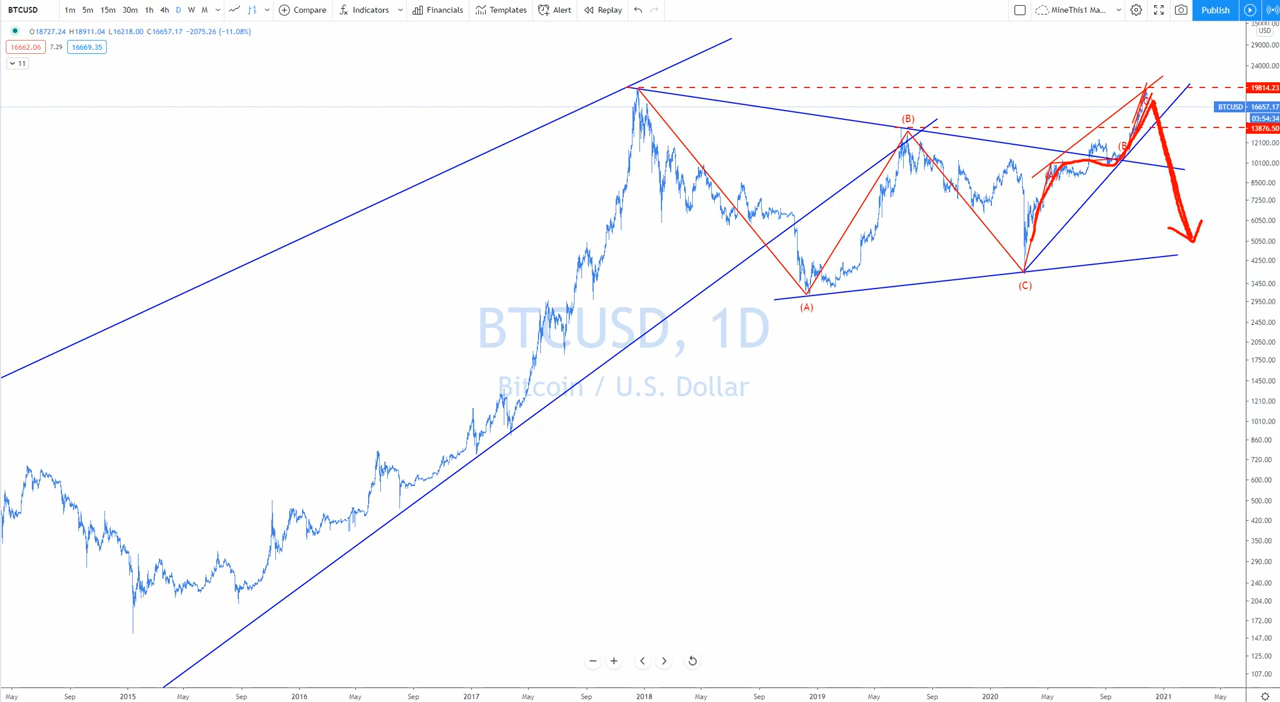 BTCUSD 1m 5m 15m 30m 1h 4h D W M Compare Indicators Financials Templates Alert Replay MineThis1 Ma... Publish
O18727.24 H18911.04 L16218.00 C16657.17 −2075.26 (−11.08%)
16662.06 7.29 16669.35
11
USD
29000.00
24000.00
19814.23
BTCUSD 16657.17
03:54:34
13876.50
(B)
12100.00
(B
10100.00
8500.00
7250.00
6050.00
5050.00
4250.00
(C)
3500.00
2950.00
(A)
2450.00
BTCUSD, 1D
2050.00
1750.00
Bitcoin / U.S. Dollar
1450.00
1210.00
1010.00
860.00
720.00
600.00
500.00
420.00
350.00
290.00
240.00
204.00
172.00
147.00
125.00
107.00
May Sep 2015 May Sep 2016 May Sep 2017 May Sep 2018 May Sep 2019 May Sep 2020 May Sep 2021 May